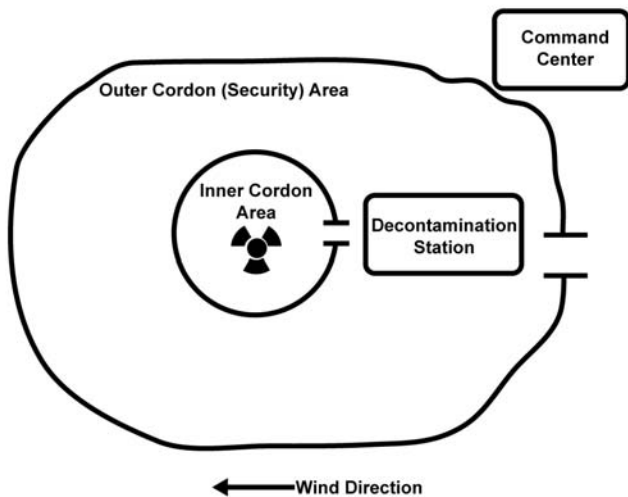 Command
Center
Outer Cordon (Security) Area
Inner Cordon
Area
Decontamination
Station
Wind Direction